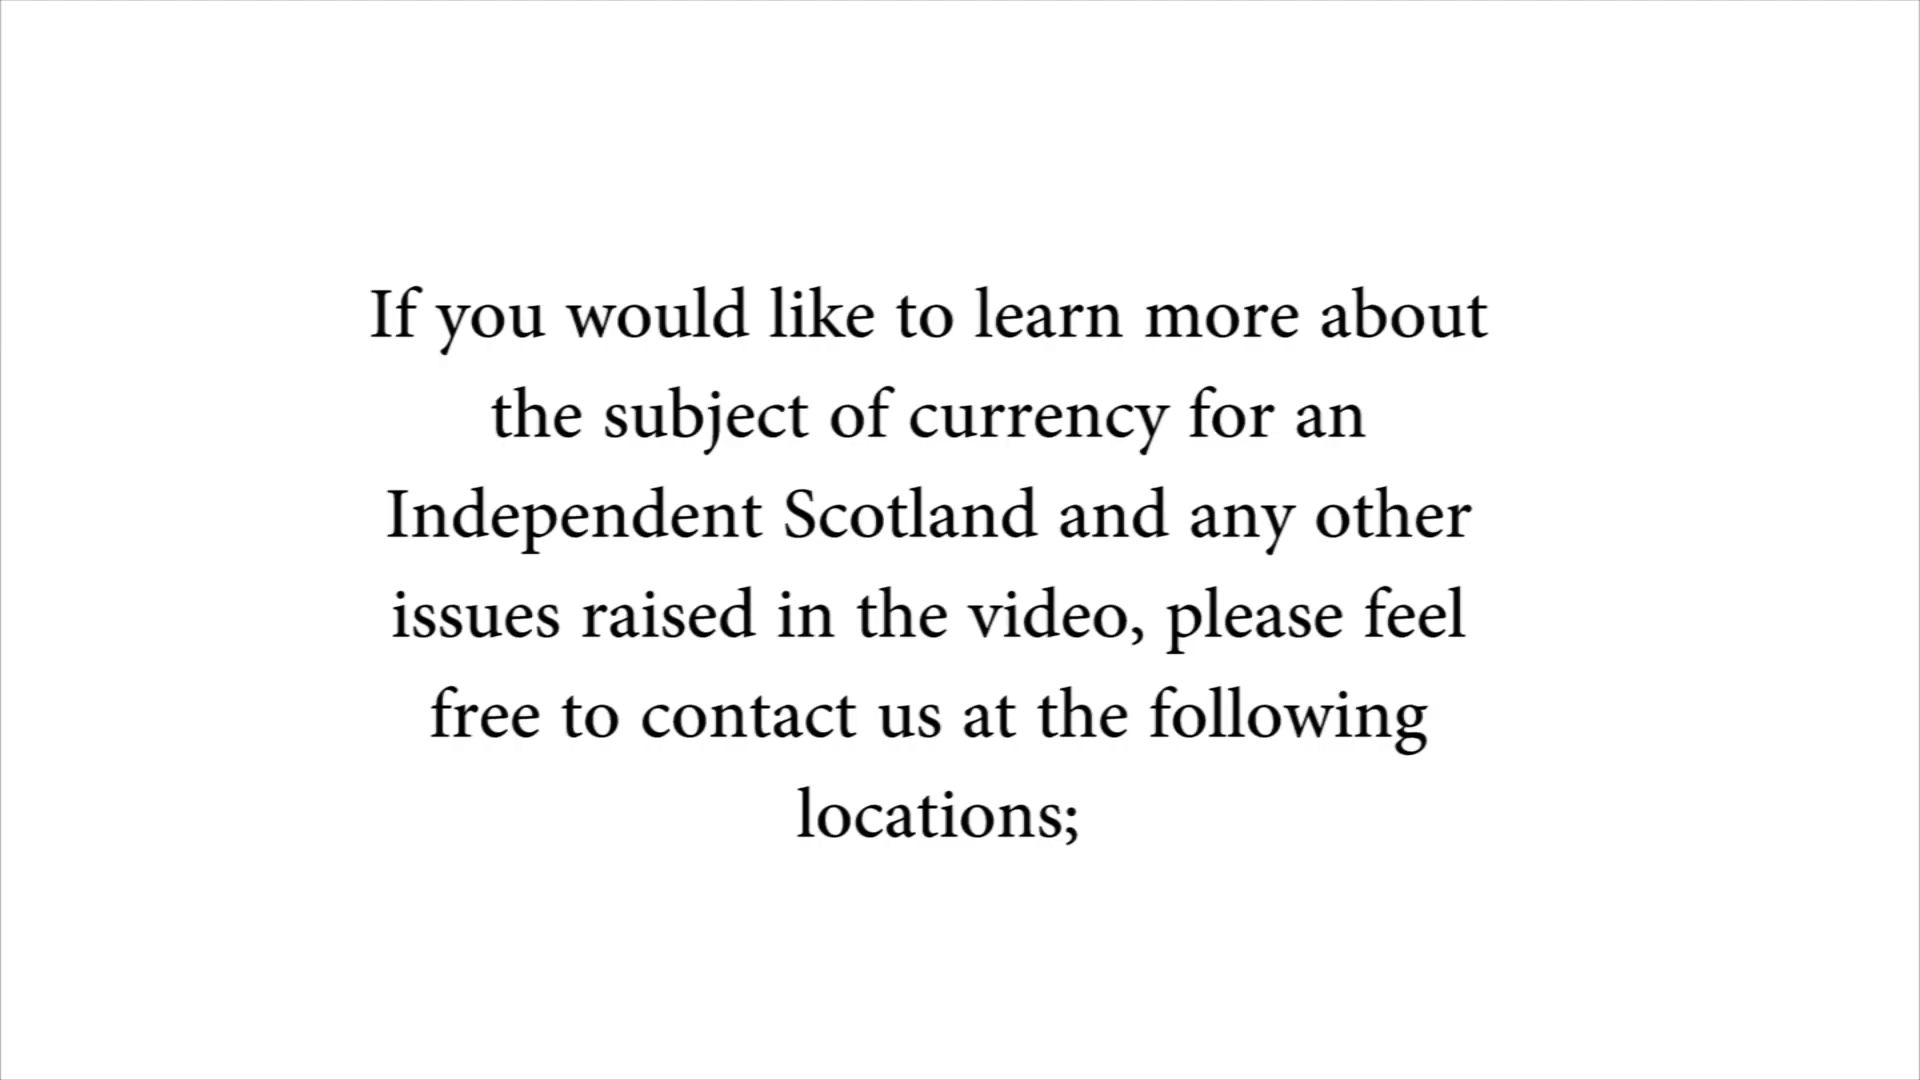 If you would like to learn more about
the subject of currency for an
Independent Scotland and any other
issues raised in the video, please feel
free to contact us at the following
locations;